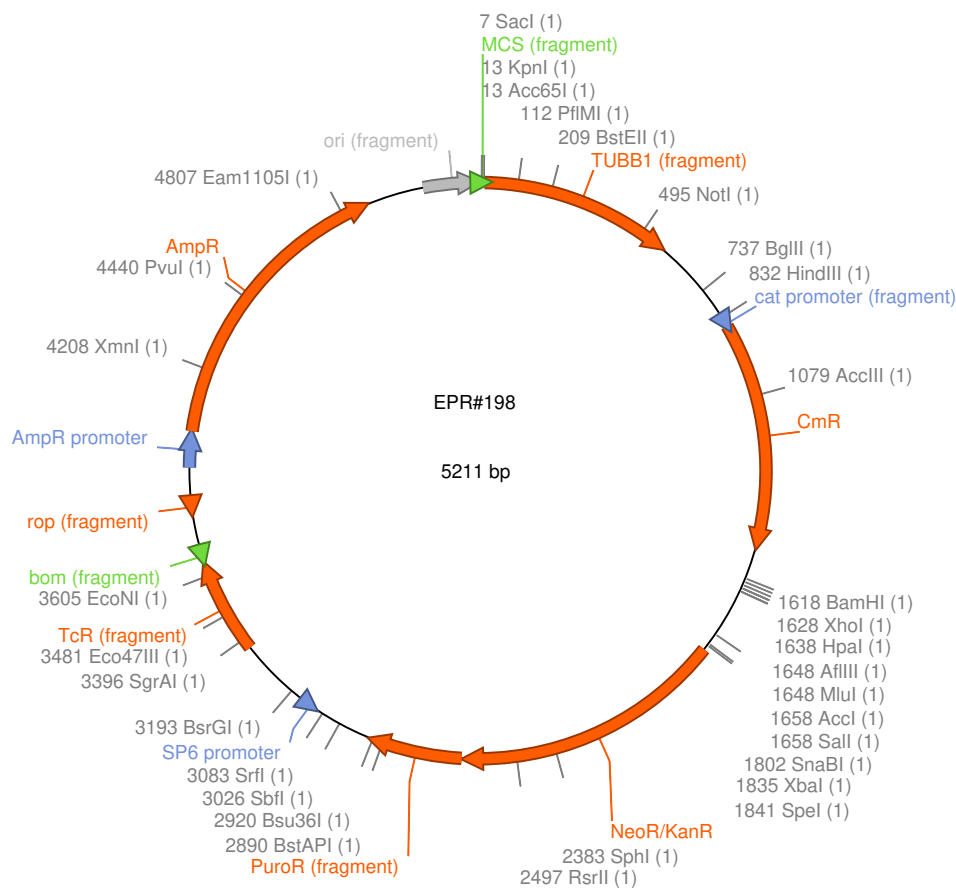 7 SacI (1)
MCS (fragment)
13 KpnI (1)
13 Acc65I (1)
112 PflMI (1)
209 BstEII (1)
TUBB1 (fragment)
495 NotI (1)
737 BglII (1)
832 HindIII (1)
cat promoter (fragment)
1079 AccIII (1)
CmR
1618 BamHI (1)
1628 XhoI (1)
1638 HpaI (1)
1648 AflIII (1)
1648 MluI (1)
1658 AccI (1)
1658 SalI (1)
1802 SnaBI (1)
1835 XbaI (1)
1841 SpeI (1)
NeoR/KanR
2383 SphI (1)
2497 RsrII (1)
PuroR (fragment)
2890 BstAPI (1)
2920 Bsu36I (1)
3026 SbfI (1)
3083 SrfI (1)
SP6 promoter
3193 BsrGI (1)
3396 SgrAI (1)
3481 Eco47III (1)
TcR (fragment)
3605 EcoNI (1)
bom (fragment)
rop (fragment)
AmpR promoter
4208 XmnI (1)
4440 PvuI (1)
AmpR
4807 Eam1105I (1)
ori (fragment)
EPR#198
5211 bp